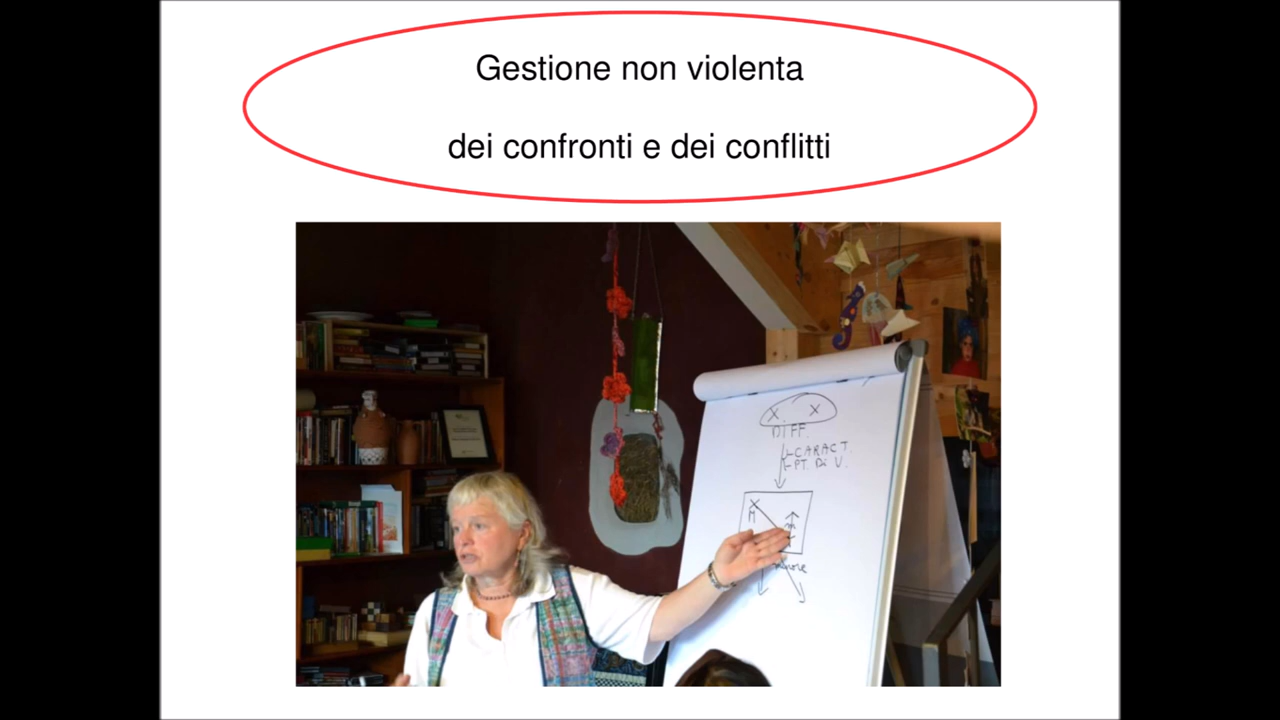 Gestione non violenta
dei confronti e dei conflitti
X X
DIFF.
-CARACT.
-PT. Di V.
X
M